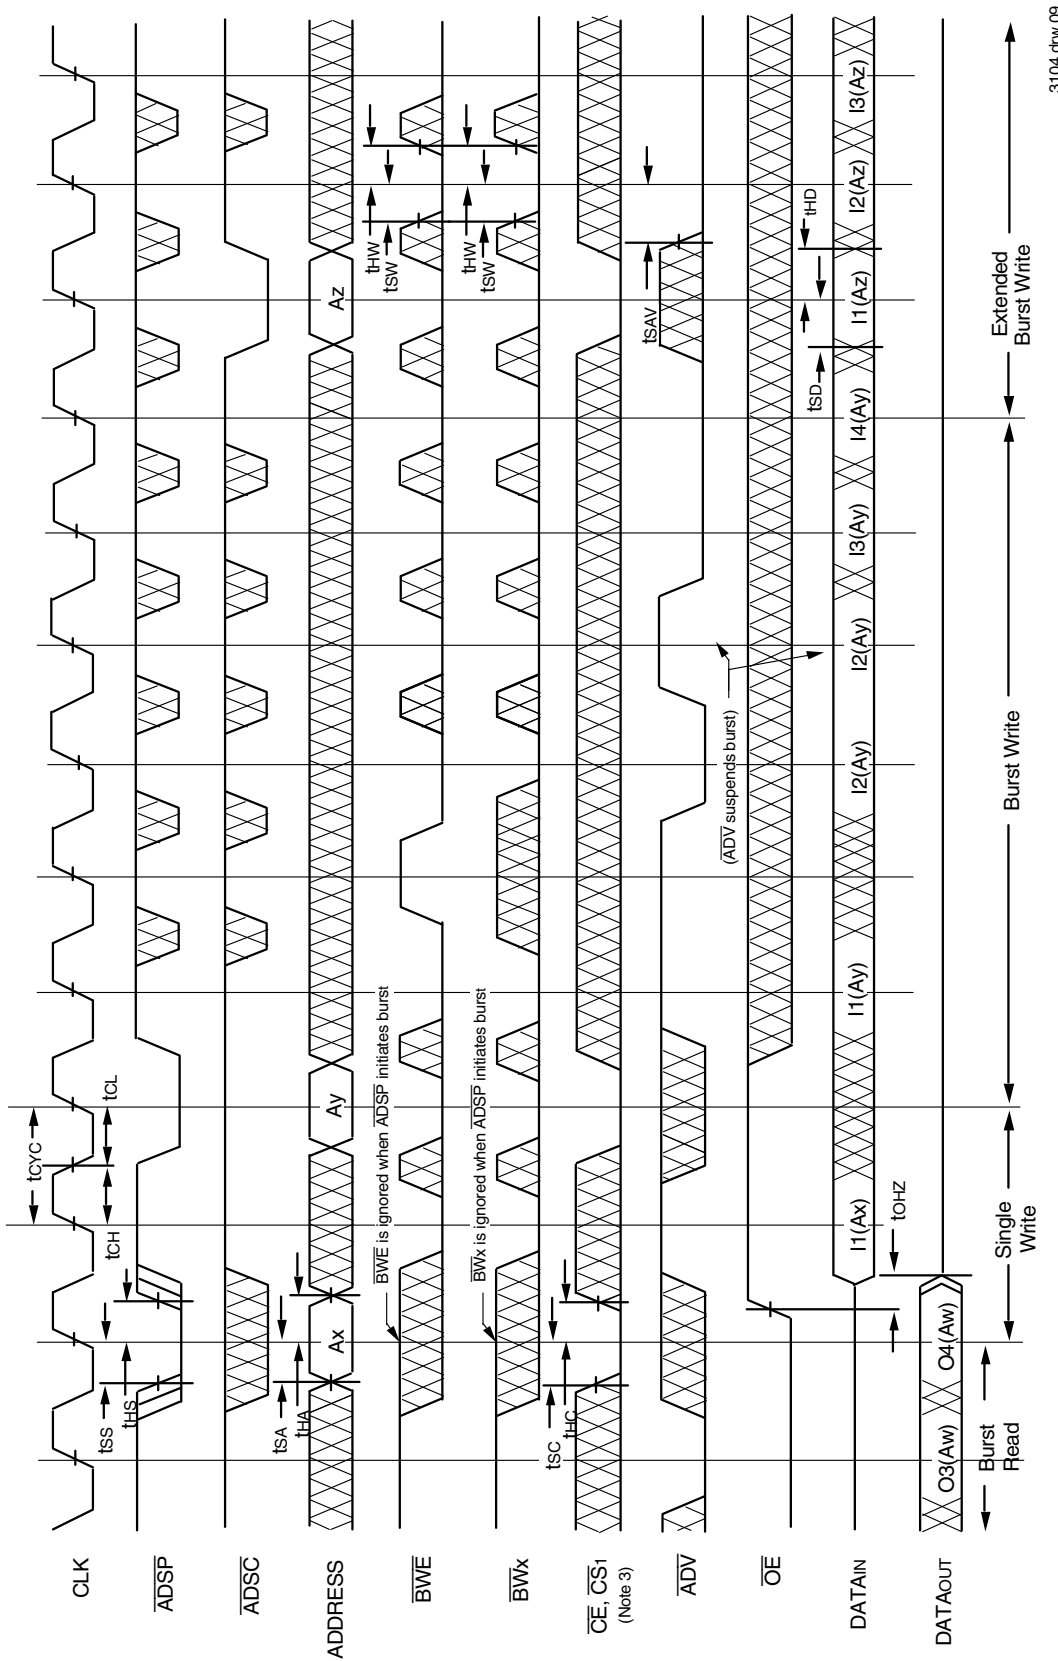 3104 drw 09
tCYC
tCH
tCL
CLK
tSS
tHS
ADSP
ADSC
tSA
tHA
ADDRESS
Ax
Ay
Az
BWE is ignored when ADSP initiates burst
tHW
tSW
BWE
BWx is ignored when ADSP initiates burst
tHW
tSW
BWx
tSC
tHC
CE, CS1
(Note 3)
tSAV
ADV
(ADV suspends burst)
OE
tHD
tSD
DATAIN
I1(Ax)
I1(Ay)
I2(Ay)
I2(Ay)
I3(Ay)
I4(Ay)
I1(Az)
I2(Az)
I3(Az)
tOHZ
DATAOUT
O3(Aw)
O4(Aw)
Burst
Read
Single
Write
Burst Write
Extended
Burst Write